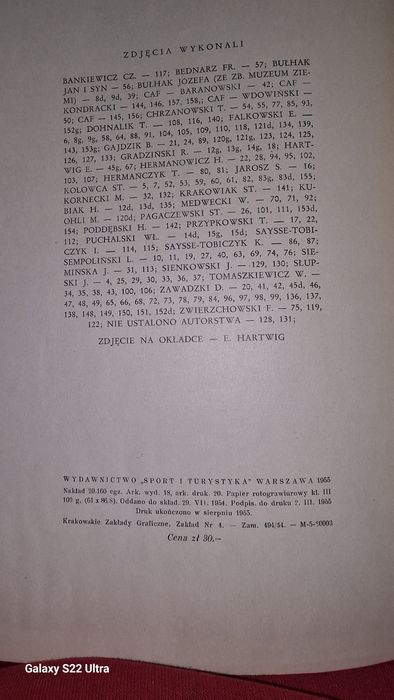 ZDJĘCIA WYKONALI
BANKIEWICZ CZ. — 117; BEDNARZ FR. — 57; BUŁHAK
JAN I SYN — 56; BUŁHAK JÓZEFA (ZE ZB. MUZEUM ZIE-
MI) — 8d, 9d, 39; CAF — BARANOWSKI — 42; CAF —
KONDRACKI — 144, 146, 157, 158,; CAF — WDOWIŃSKI —
50; CAF — 145, 156; CHRZANOWSKI T. — 54, 55, 77, 85, 93,
152g; DOHNALIK T. — 108, 116, 140; FALKOWSKI E. —
6, 8g, 9g, 58, 64, 88, 91, 104, 105, 109, 110, 118, 121d, 134, 139,
143, 153g; GAJDZIK B. — 21, 24, 89, 120g, 121g, 123, 124, 125,
126, 127, 133; GRADZIŃSKI R. — 12g, 13g, 14g, 18; HART-
WIG E. — 45g, 67; HERMANOWICZ H. — 22, 28, 94, 95, 102,
103, 107; HERMAŃCZYK T. — 80, 81; JAROSZ S. — 16;
KOLOWCA ST. — 5, 7, 52, 53, 59, 60, 61, 82, 83g, 83d, 155;
KORNECKI M. — 32, 132; KRAKOWIAK ST. — 141; KU-
BIAK H. — 12d, 13d, 135; MEDWECKI W. — 70, 71, 92;
OHLI M. — 120d; PAGACZEWSKI ST. — 26, 101, 111, 153d,
154; PODDĘBSKI H. — 142; PRZYPKOWSKI T. — 17, 22,
112; PUCHALSKI WŁ. — 14d, 15g, 15d; SAYSSE-TOBI-
CZYK I. — 114, 115; SAYSSE-TOBICZYK K. — 86, 87;
SEMPOLIŃSKI L. — 10, 11, 19, 27, 40, 63, 69, 74, 76; SIE-
MIŃSKA J. — 31, 113; SIENKOWSKI J. — 129, 130; SŁUP-
SKI J. — 4, 25, 29, 30, 33, 36, 37; TOMASZKIEWICZ W. —
34, 35, 38, 43, 100, 106; ZAWADZKI D. — 20, 41, 42, 45d, 46,
47, 48, 49, 65, 66, 68, 72, 73, 78, 79, 84, 96, 97, 98, 99, 136, 137,
138, 148, 149, 150, 151, 152d; ZWIERZCHOWSKI F. — 75, 119,
122; NIE USTALONO AUTORSTWA — 128, 131;
ZDJĘCIE NA OKŁADCE — E. HARTWIG
WYDAWNICTWO „SPORT I TURYSTYKA" WARSZAWA 1955
Nakład 20.160 egz. Ark. wyd. 18, ark. druk. 20. Papier rotograwiurowy kl. III
100 g. (61 x 86.8). Oddano do skład. 29. VII. 1954. Podpis. do druku 2. III. 1955
Druk ukończono w sierpniu 1955.
Krakowskie Zakłady Graficzne, Zakład Nr 4. — Zam. 494/54. — M-5-30003
Cena zł 30,—
Galaxy S22 Ultra